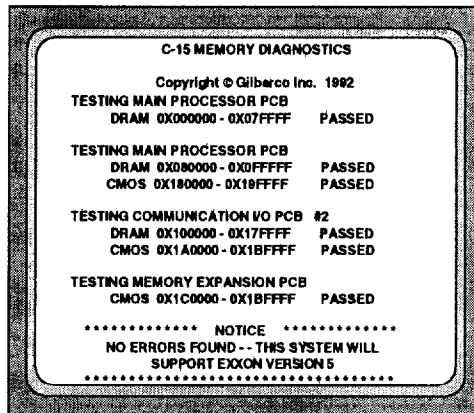 C-15 MEMORY DIAGNOSTICS
Copyright © Gilbarco Inc. 1992
TESTING MAIN PROCESSOR PCB
DRAM 0X000000 - 0X07FFFF PASSED
TESTING MAIN PROCESSOR PCB
DRAM 0X080000 - 0X0FFFFF PASSED
CMOS 0X180000 - 0X19FFFF PASSED
TESTING COMMUNICATION I/O PCB #2
DRAM 0X100000 - 0X17FFFF PASSED
CMOS 0X1A0000 - 0X1BFFFF PASSED
TESTING MEMORY EXPANSION PCB
CMOS 0X1C0000 - 0X1BFFFF PASSED
* * * * * * * * * * * * * NOTICE * * * * * * * * * * * *
NO ERRORS FOUND - - THIS SYSTEM WILL
SUPPORT EXXON VERSION 5
* * * * * * * * * * * * * * * * * * * * * * * * * * * * * * * * * * *